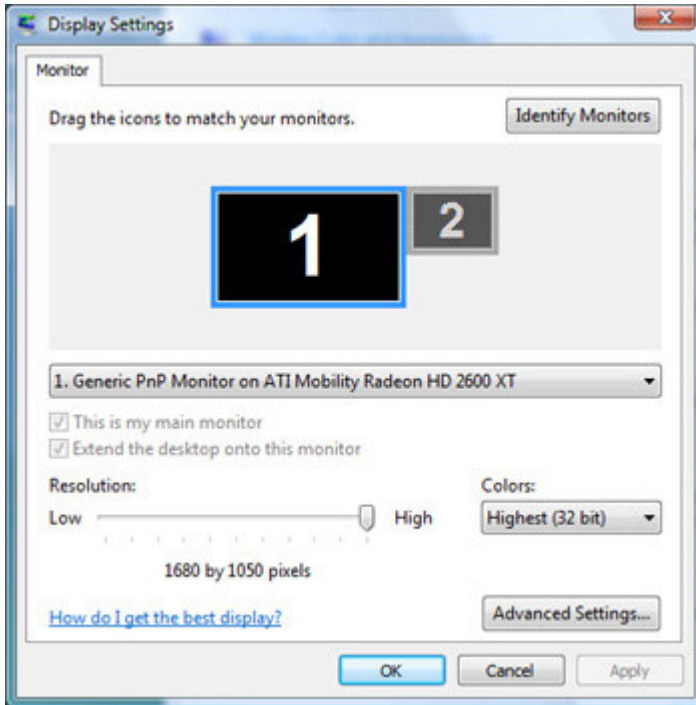 Display Settings
Monitor
Drag the icons to match your monitors.
Identify Monitors
1
2
1. Generic PnP Monitor on ATI Mobility Radeon HD 2600 XT
This is my main monitor
Extend the desktop onto this monitor
Resolution:
Colors:
Low
High
Highest (32 bit)
1680 by 1050 pixels
How do I get the best display?
Advanced Settings...
OK
Cancel
Apply